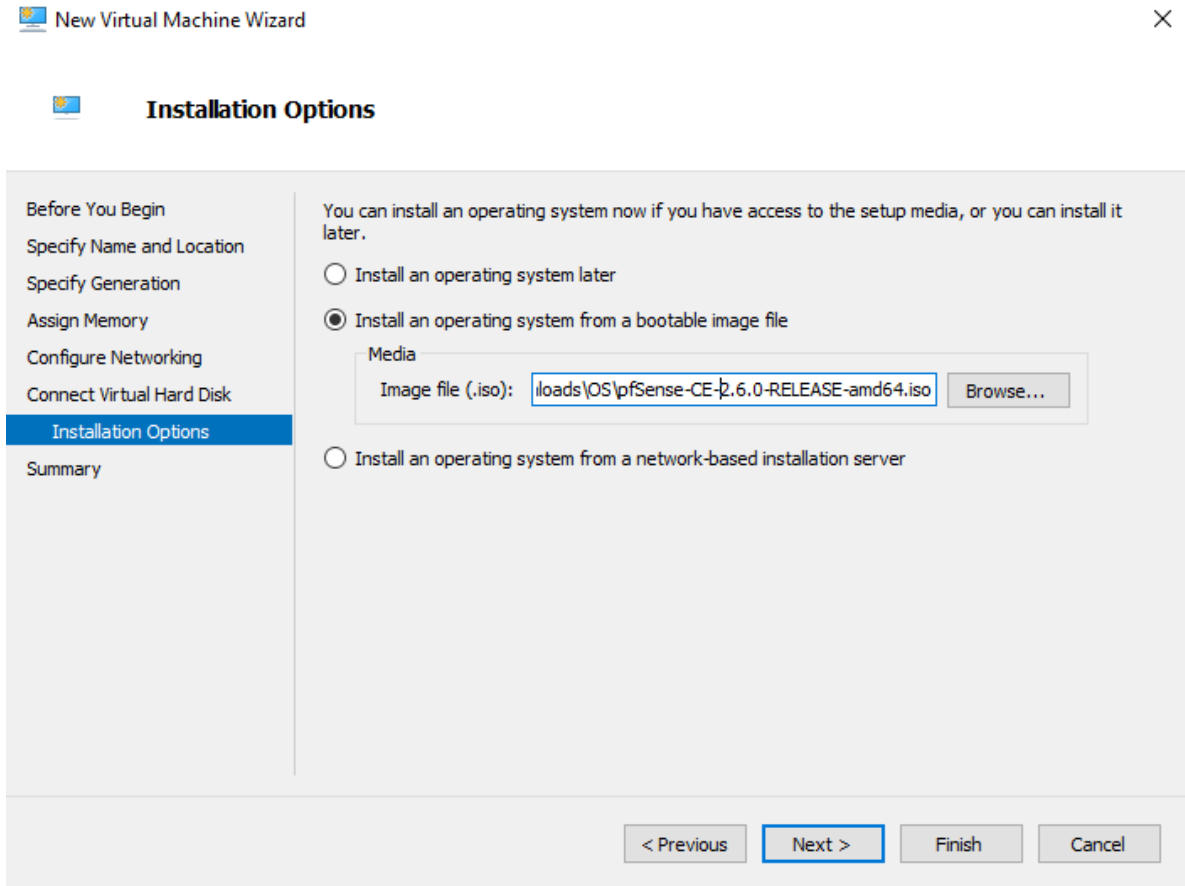 New Virtual Machine Wizard
Installation Options
Before You Begin
Specify Name and Location
Specify Generation
Assign Memory
Configure Networking
Connect Virtual Hard Disk
Installation Options
Summary
You can install an operating system now if you have access to the setup media, or you can install it
later.
Install an operating system later
Install an operating system from a bootable image file
Media
Image file (.iso): loads\OS\pfSense-CE-2.6.0-RELEASE-amd64.iso Browse...
Install an operating system from a network-based installation server
< Previous Next > Finish Cancel